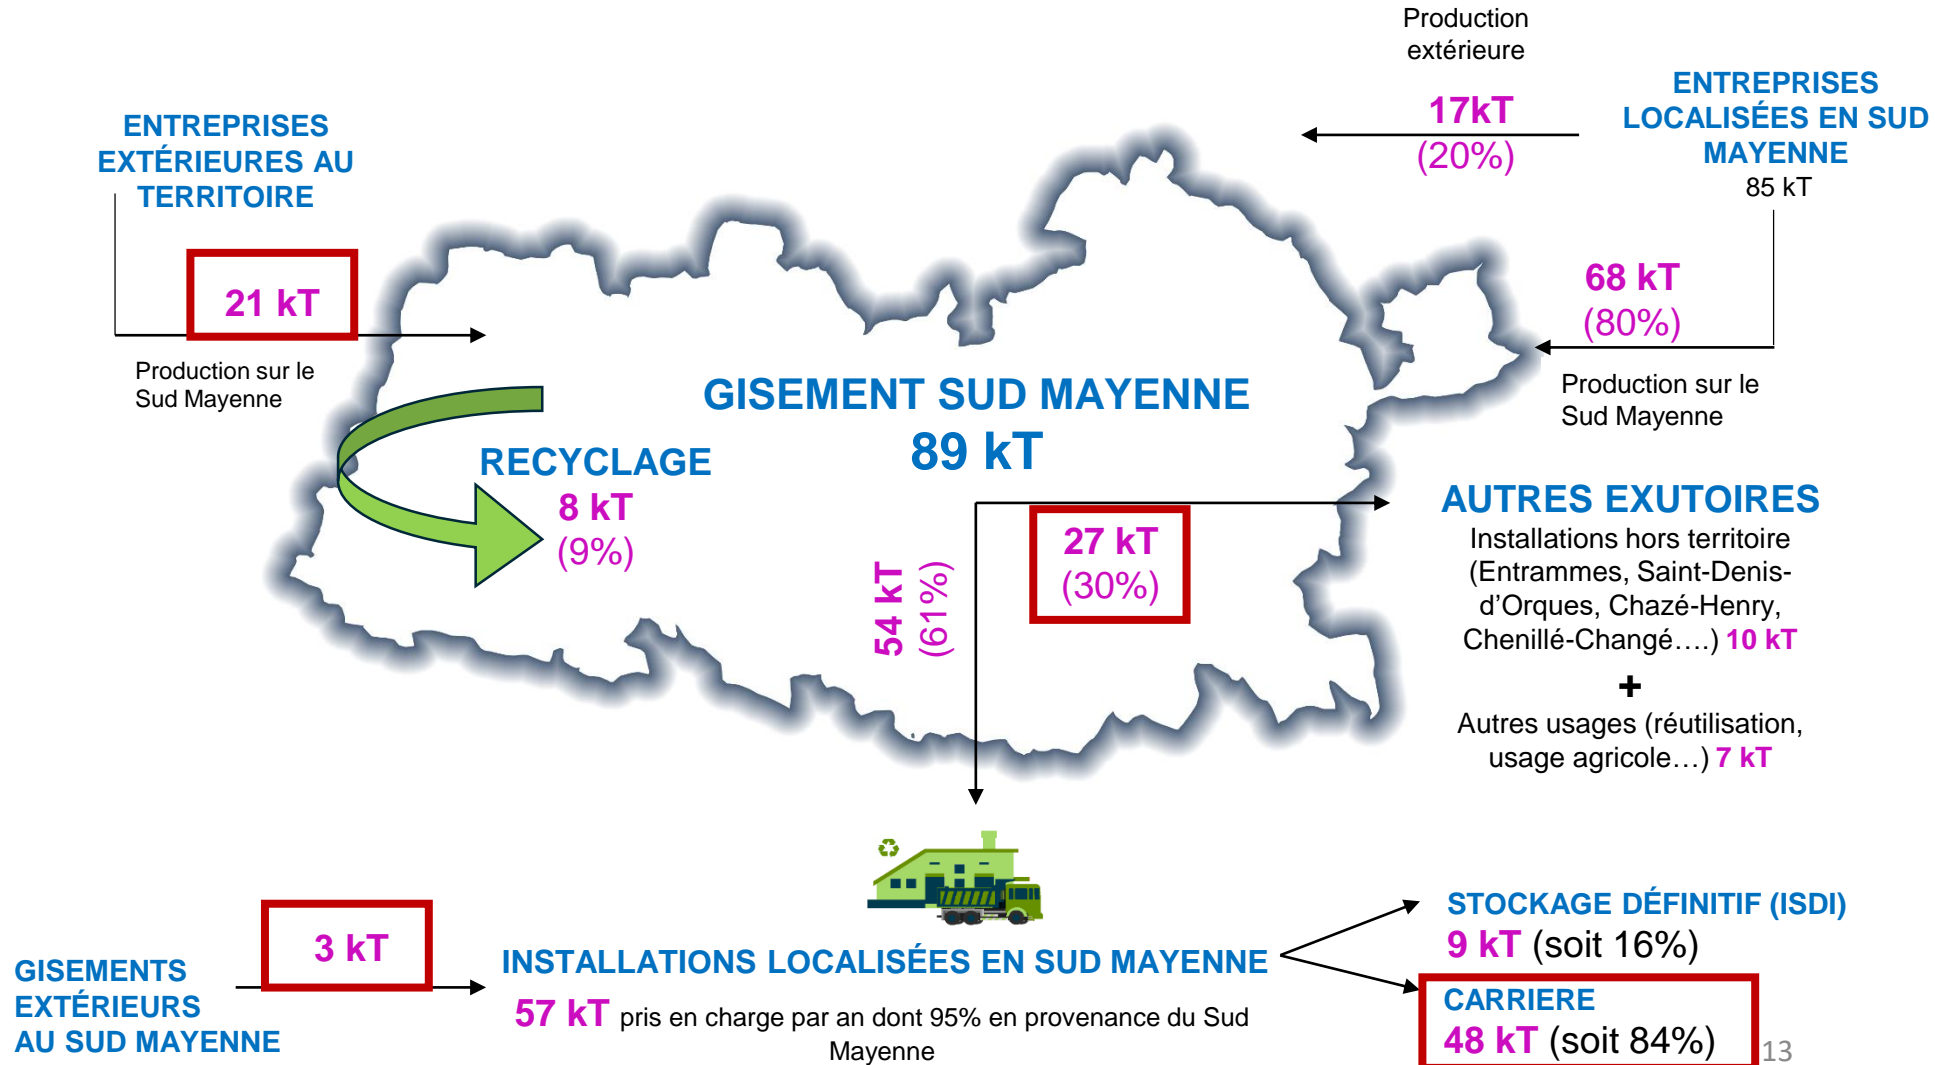 Production
extérieure
17kT
(20%)
ENTREPRISES
LOCALISÉES EN SUD
MAYENNE
85 kT
ENTREPRISES
EXTÉRIEURES AU
TERRITOIRE
21 kT
Production sur le
Sud Mayenne
68 kT
(80%)
Production sur le
Sud Mayenne
GISEMENT SUD MAYENNE
89 kT
RECYCLAGE
8 kT
(9%)
54 kT
(61%)
27 kT
(30%)
AUTRES EXUTOIRES
Installations hors territoire
(Entrammes, Saint-Denis-
d’Orques, Chazé-Henry,
Chenillé-Changé….) 10 kT
+
Autres usages (réutilisation,
usage agricole…) 7 kT
GISEMENTS
EXTÉRIEURS
AU SUD MAYENNE
3 kT
INSTALLATIONS LOCALISÉES EN SUD MAYENNE
57 kT pris en charge par an dont 95% en provenance du Sud
Mayenne
STOCKAGE DÉFINITIF (ISDI)
9 kT (soit 16%)
CARRIERE
48 kT (soit 84%)
13